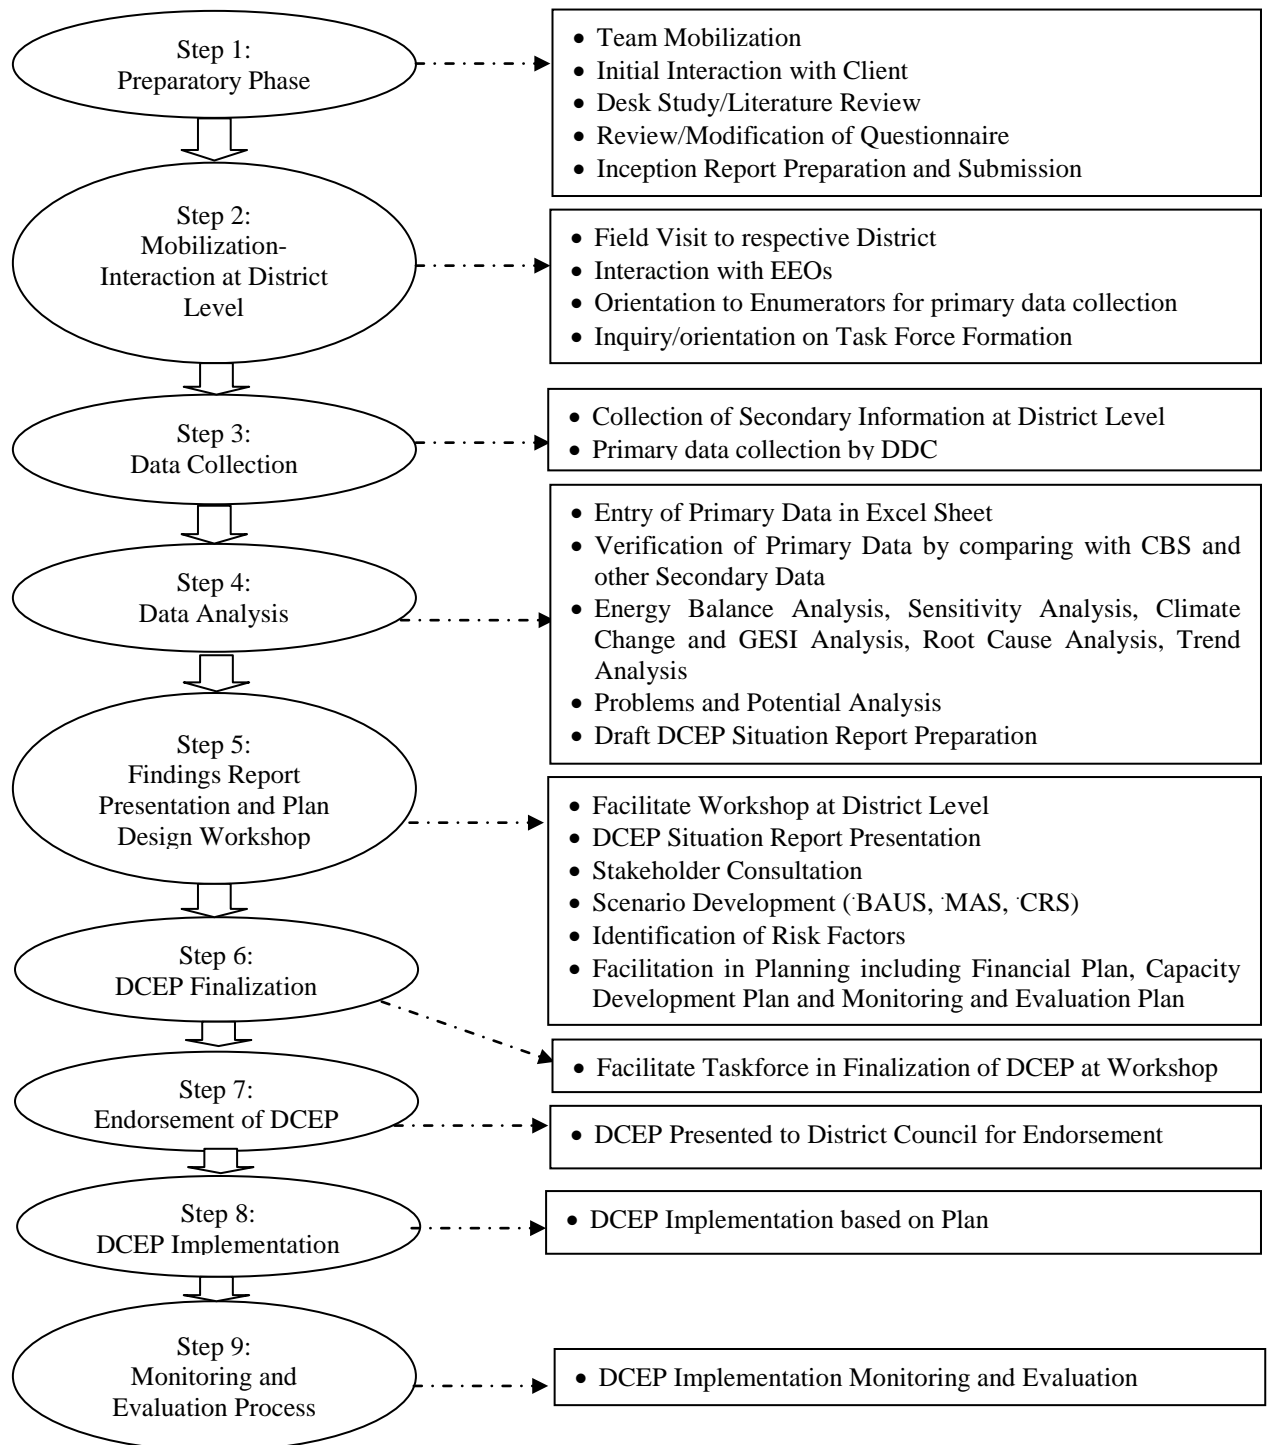 Step 1:
Preparatory Phase
• Team Mobilization
• Initial Interaction with Client
• Desk Study/Literature Review
• Review/Modification of Questionnaire
• Inception Report Preparation and Submission
Step 2:
Mobilization-
Interaction at District
Level
• Field Visit to respective District
• Interaction with EEOs
• Orientation to Enumerators for primary data collection
• Inquiry/orientation on Task Force Formation
Step 3:
Data Collection
• Collection of Secondary Information at District Level
• Primary data collection by DDC
Step 4:
Data Analysis
• Entry of Primary Data in Excel Sheet
• Verification of Primary Data by comparing with CBS and
other Secondary Data
• Energy Balance Analysis, Sensitivity Analysis, Climate
Change and GESI Analysis, Root Cause Analysis, Trend
Analysis
• Problems and Potential Analysis
• Draft DCEP Situation Report Preparation
Step 5:
Findings Report
Presentation and Plan
Design Workshop
• Facilitate Workshop at District Level
• DCEP Situation Report Presentation
• Stakeholder Consultation
• Scenario Development (·BAUS, ·MAS, ·CRS)
• Identification of Risk Factors
• Facilitation in Planning including Financial Plan, Capacity
Development Plan and Monitoring and Evaluation Plan
Step 6:
DCEP Finalization
• Facilitate Taskforce in Finalization of DCEP at Workshop
Step 7:
Endorsement of DCEP
• DCEP Presented to District Council for Endorsement
Step 8:
DCEP Implementation
• DCEP Implementation based on Plan
Step 9:
Monitoring and
Evaluation Process
• DCEP Implementation Monitoring and Evaluation